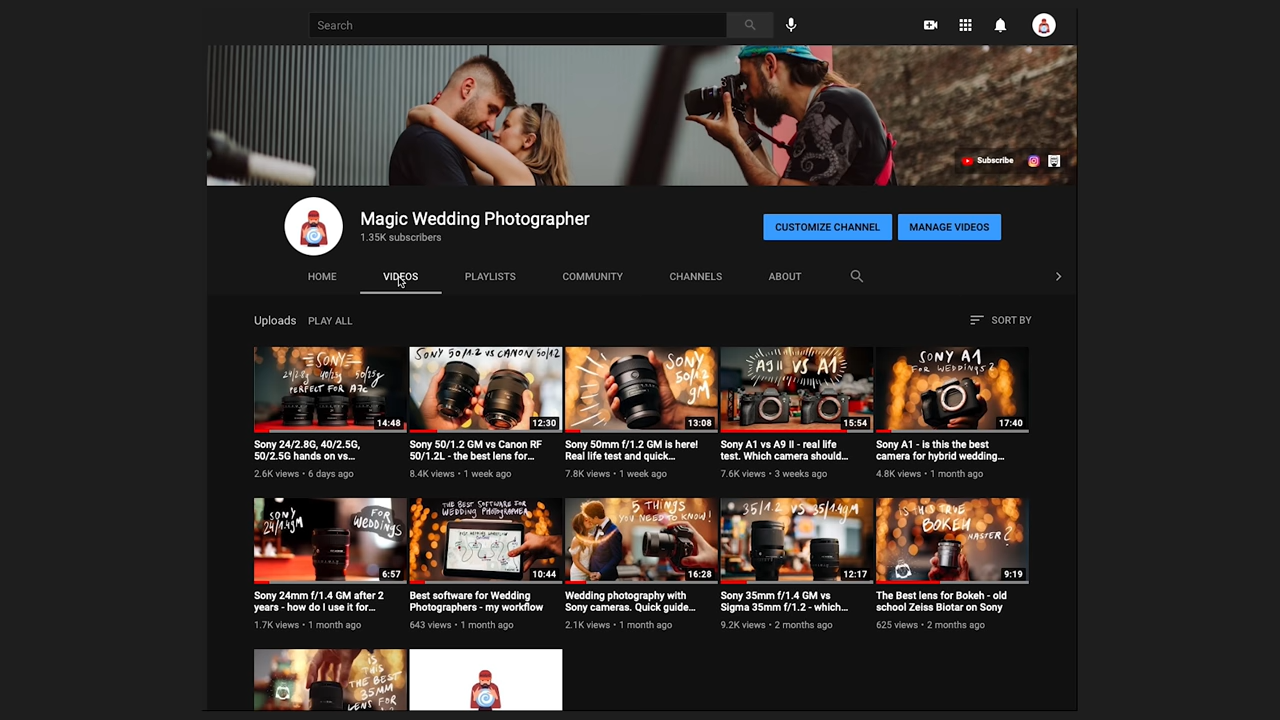 Search
Subscribe
Magic Wedding Photographer
1.35K subscribers
CUSTOMIZE CHANNEL
MANAGE VIDEOS
HOME
VIDEOS
PLAYLISTS
COMMUNITY
CHANNELS
ABOUT
Uploads
PLAY ALL
SORT BY
SONY
24/2.8G 40/2.5G 50/2.5G
PERFECT FOR A7C
14:48
SONY 50/1.2 VS CANON 50/1.2
12:30
SONY
50/1.2
GM
13:08
A9 II VS A1
15:54
SONY A1
FOR WEDDINGS?
17:40
Sony 24/2.8G, 40/2.5G,
50/2.5G hands on vs...
2.6K views • 6 days ago
Sony 50/1.2 GM vs Canon RF
50/1.2L - the best lens for...
8.4K views • 1 week ago
Sony 50mm f/1.2 GM is here!
Real life test and quick...
7.8K views • 1 week ago
Sony A1 vs A9 II - real life
test. Which camera should...
7.6K views • 3 weeks ago
Sony A1 - is this the best
camera for hybrid wedding...
4.8K views • 1 month ago
SONY
24/1.4GM
FOR
WEDDINGS
6:57
THE BEST SOFTWARE FOR
WEDDING PHOTOGRAPHER
10:44
5 THINGS
YOU NEED TO KNOW!
16:28
35/1.2 VS 35/1.4GM
12:17
IS THIS TRUE
BOKEH
MASTER?
9:19
Sony 24mm f/1.4 GM after 2
years - how do I use it for...
1.7K views • 1 month ago
Best software for Wedding
Photographers - my workflow
643 views • 1 month ago
Wedding photography with
Sony cameras. Quick guide...
2.1K views • 1 month ago
Sony 35mm f/1.4 GM vs
Sigma 35mm f/1.2 - which...
9.2K views • 2 months ago
The Best lens for Bokeh - old
school Zeiss Biotar on Sony
625 views • 2 months ago
IS
THIS
THE BEST
35MM
LENS FOR